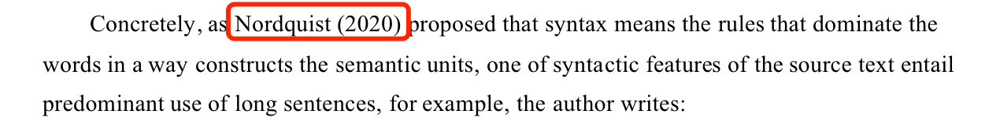 Concretely, as Nordquist (2020) proposed that syntax means the rules that dominate the
words in a way constructs the semantic units, one of syntactic features of the source text entail
predominant use of long sentences, for example, the author writes: